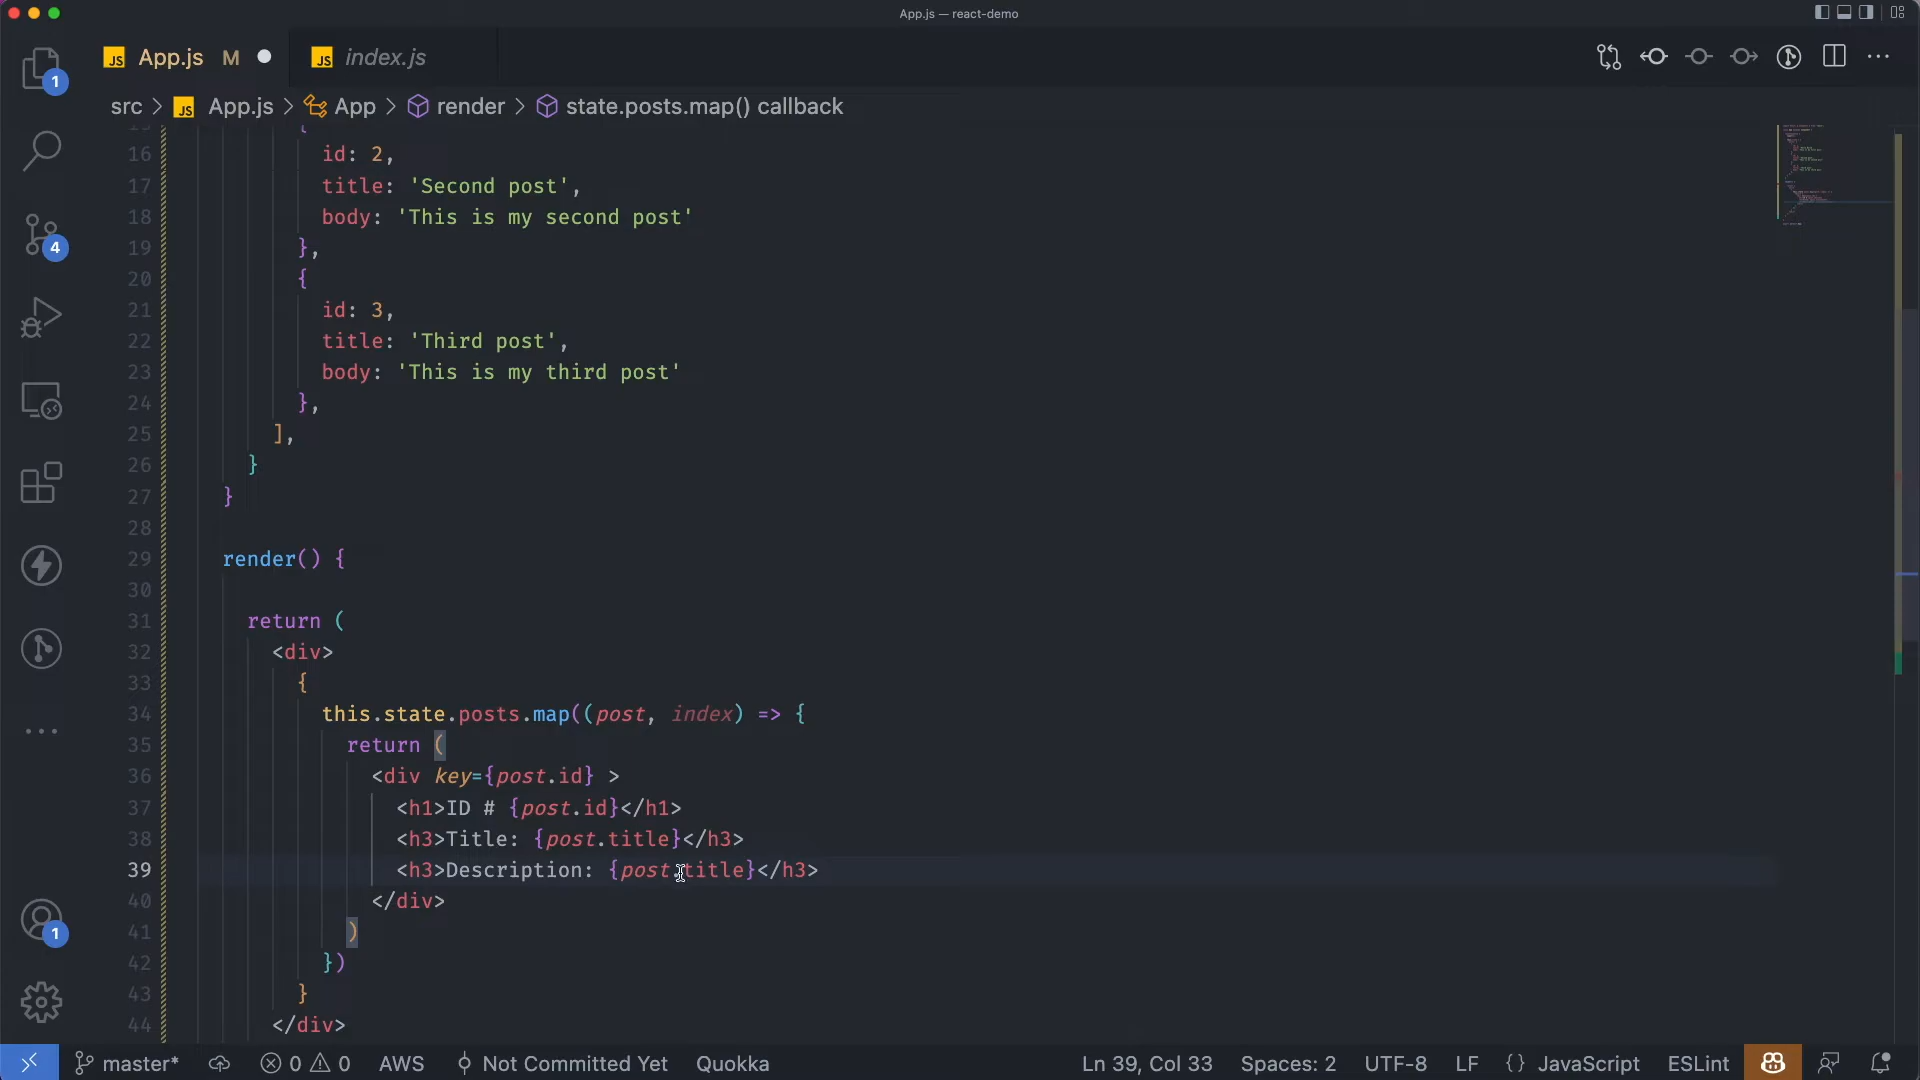 App.js — react-demo
JS App.js M JS index.js
1
src > JS App.js > App > render > state.posts.map() callback
16 id: 2,
17 title: 'Second post',
18 body: 'This is my second post'
19 },
20 {
21 id: 3,
22 title: 'Third post',
23 body: 'This is my third post'
24 },
25 ],
26 }
27 }
28
29 render() {
30
31 return (
32 <div>
33 {
34 this.state.posts.map((post, index) => {
35 return (
36 <div key={post.id} >
37 <h1>ID # {post.id}</h1>
38 <h3>Title: {post.title}</h3>
39 <h3>Description: {post.title}</h3>
40 </div>
41 )
42 })
43 }
44 </div>
4
1
master* 0 0 AWS Not Committed Yet Quokka Ln 39, Col 33 Spaces: 2 UTF-8 LF {} JavaScript ESLint